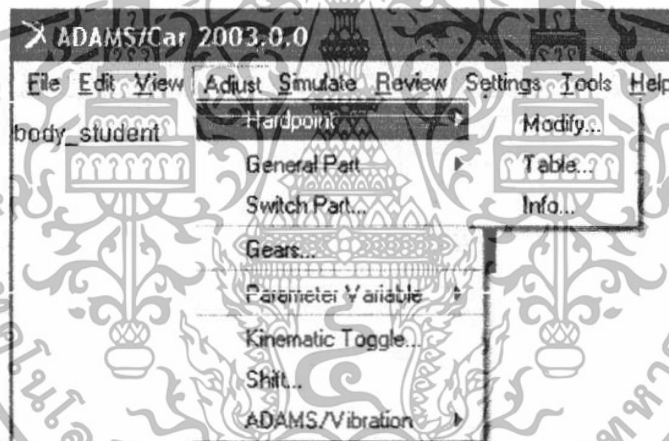 ADAMS/Car 2003.0.0
File Edit View Adjust Simulate Review Settings Tools Help
body_student
Hardpoint
Modify...
General Part
Table...
Switch Part...
Info...
Gears...
Parameter Variable
Kinematic Toggle...
Shift...
ADAMS/Vibration